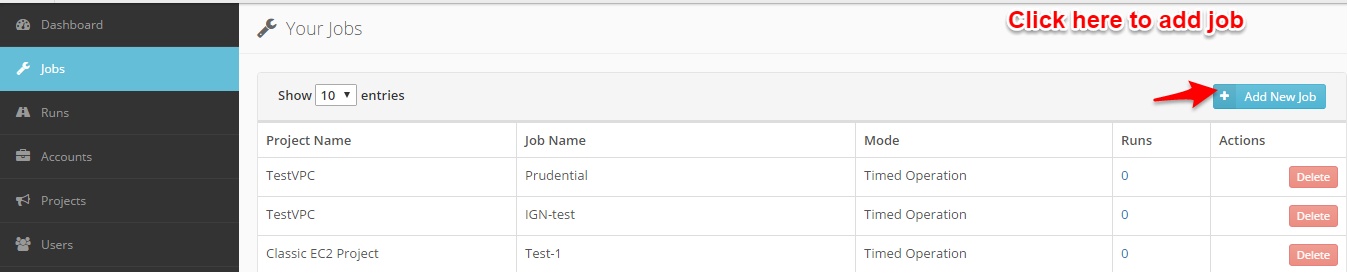 Dashboard
Jobs
Runs
Accounts
Projects
Users
Your Jobs
Click here to add job
Show 10 entries
+ Add New Job
Project Name Job Name Mode Runs Actions
TestVPC Prudential Timed Operation 0 Delete
TestVPC IGN-test Timed Operation 0 Delete
Classic EC2 Project Test-1 Timed Operation 0 Delete